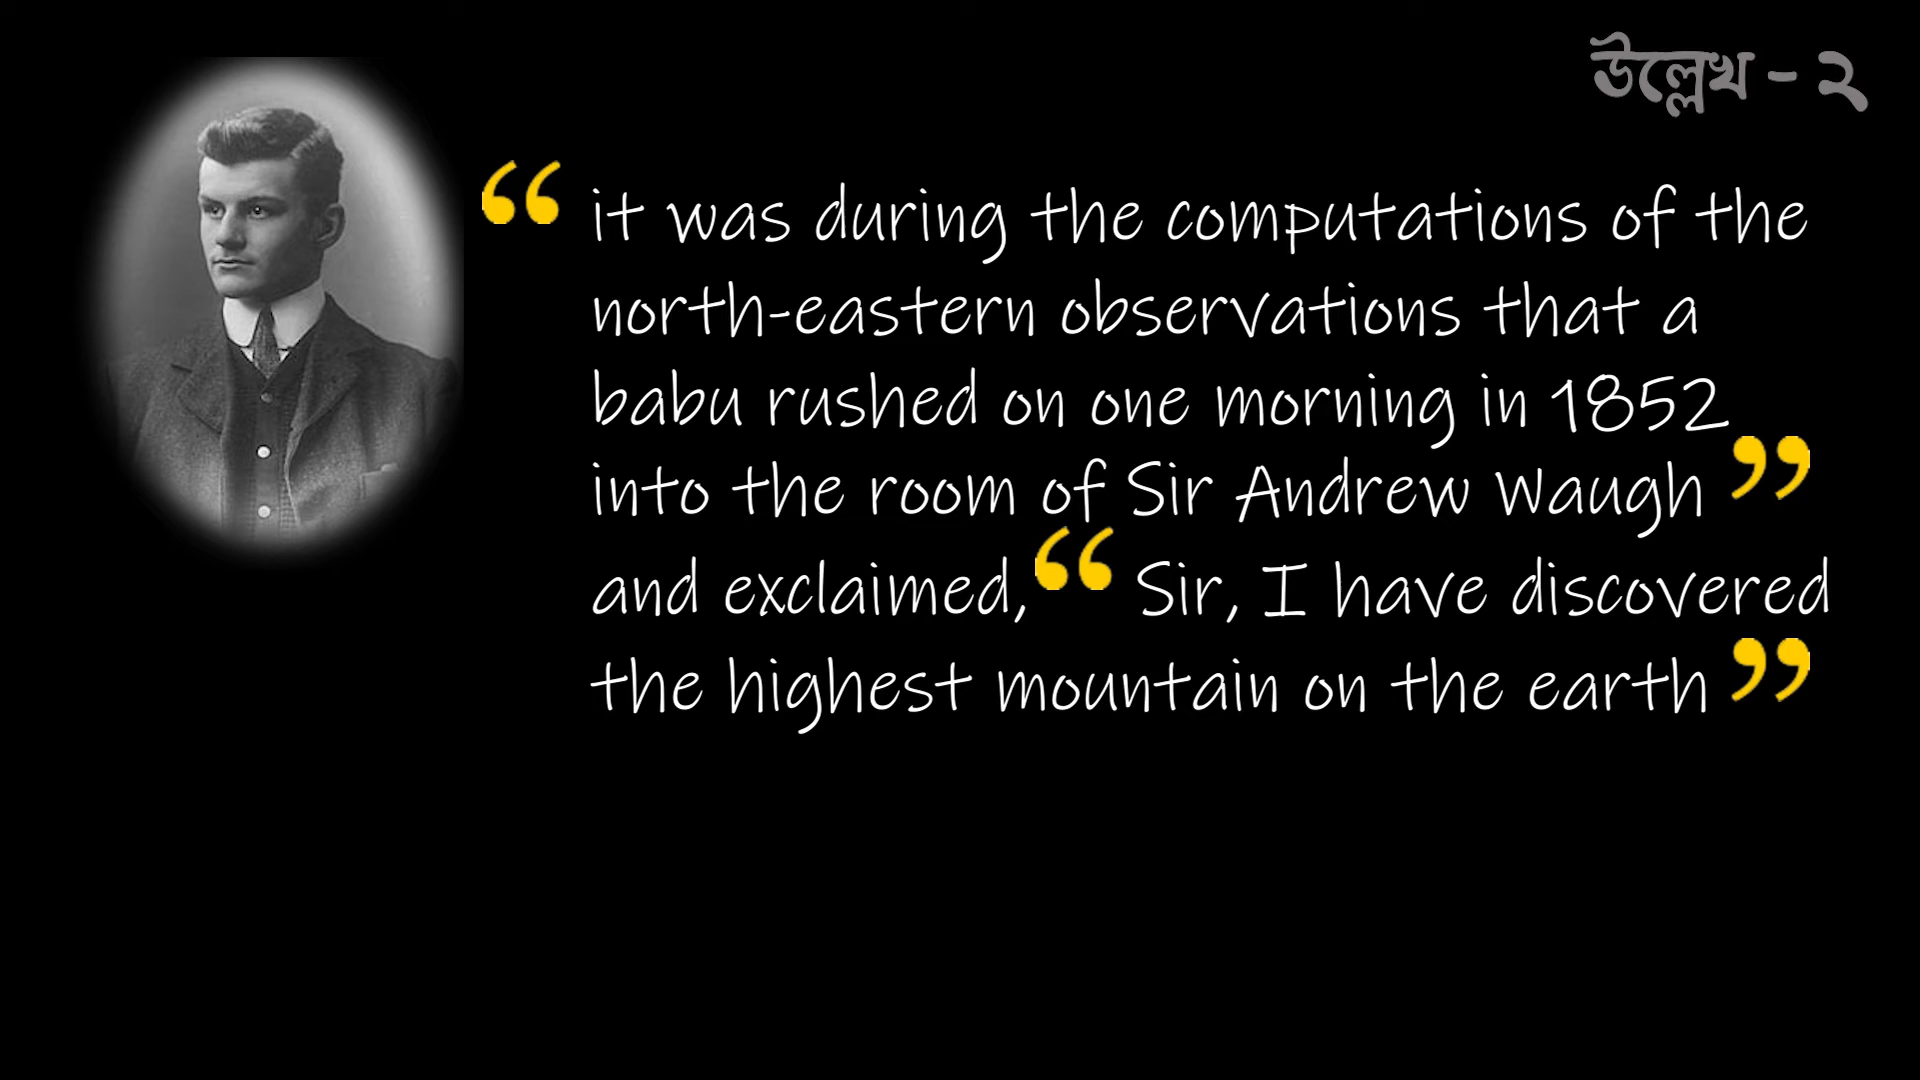 উল্লেখ - ২
“ it was during the computations of the
north-eastern observations that a
babu rushed on one morning in 1852
into the room of Sir Andrew Waugh ”
and exclaimed, “ Sir, I have discovered
the highest mountain on the earth ”